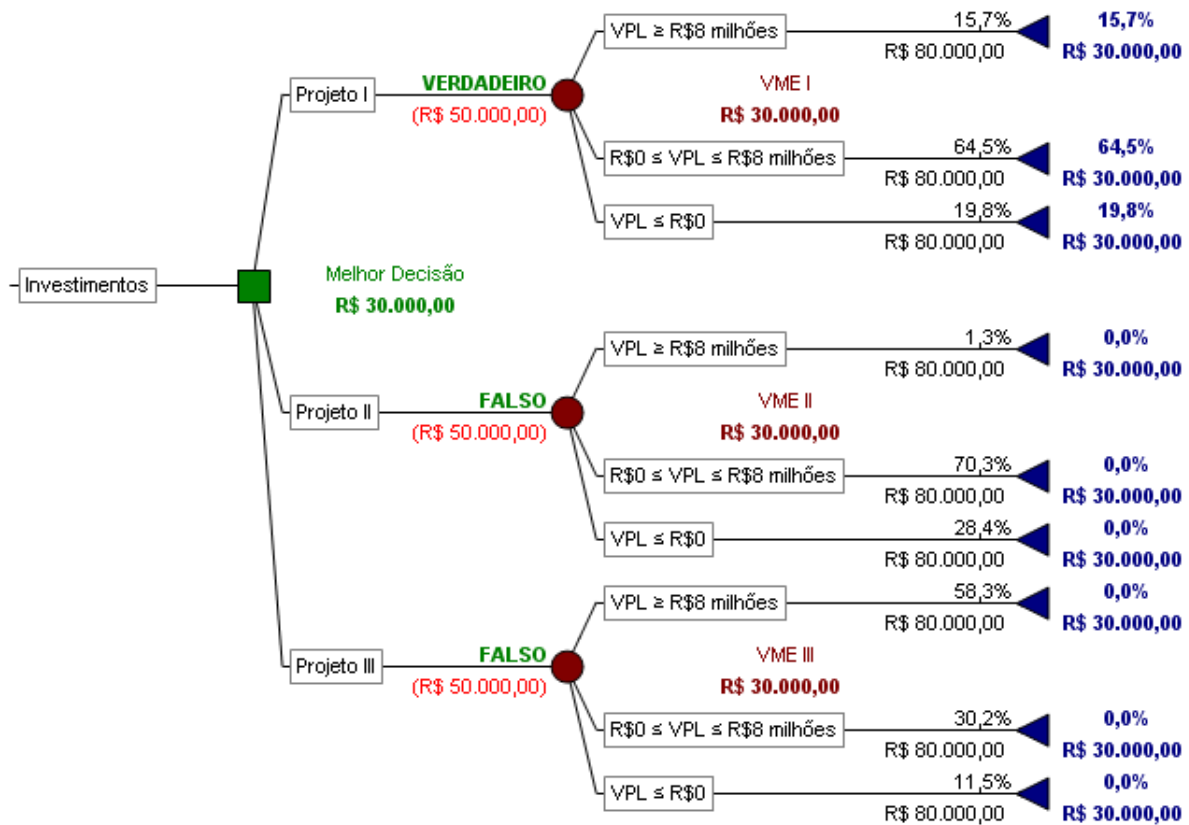 VPL ≥ R$8 milhões
15,7%
R$ 80.000,00
15,7%
R$ 30.000,00
Projeto I
VERDADEIRO
(R$ 50.000,00)
VME I
R$ 30.000,00
R$0 ≤ VPL ≤ R$8 milhões
64,5%
R$ 80.000,00
64,5%
R$ 30.000,00
VPL ≤ R$0
19,8%
R$ 80.000,00
19,8%
R$ 30.000,00
Investimentos
Melhor Decisão
R$ 30.000,00
VPL ≥ R$8 milhões
1,3%
R$ 80.000,00
0,0%
R$ 30.000,00
Projeto II
FALSO
(R$ 50.000,00)
VME II
R$ 30.000,00
R$0 ≤ VPL ≤ R$8 milhões
70,3%
R$ 80.000,00
0,0%
R$ 30.000,00
VPL ≤ R$0
28,4%
R$ 80.000,00
0,0%
R$ 30.000,00
VPL ≥ R$8 milhões
58,3%
R$ 80.000,00
0,0%
R$ 30.000,00
Projeto III
FALSO
(R$ 50.000,00)
VME III
R$ 30.000,00
R$0 ≤ VPL ≤ R$8 milhões
30,2%
R$ 80.000,00
0,0%
R$ 30.000,00
VPL ≤ R$0
11,5%
R$ 80.000,00
0,0%
R$ 30.000,00